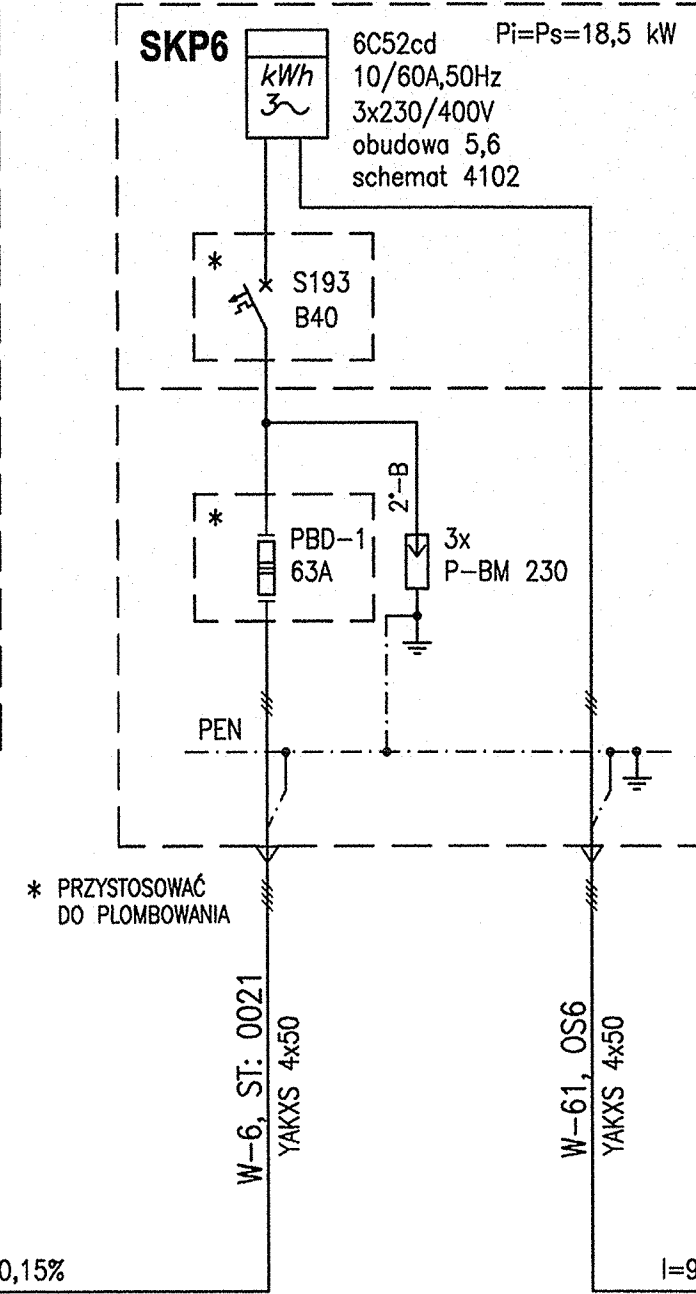 SKP6
kWh
3~
6C52cd
10/60A,50Hz
3x230/400V
obudowa 5,6
schemat 4102
Pi=Ps=18,5 kW
*
S193
B40
*
PBD-1
63A
2°-B
3x
P-BM 230
PEN
* PRZYSTOSOWAĆ
DO PLOMBOWANIA
W-6, ST: 0021
YAKXS 4x50
W-61, OS6
YAKXS 4x50
0,15%
l=9